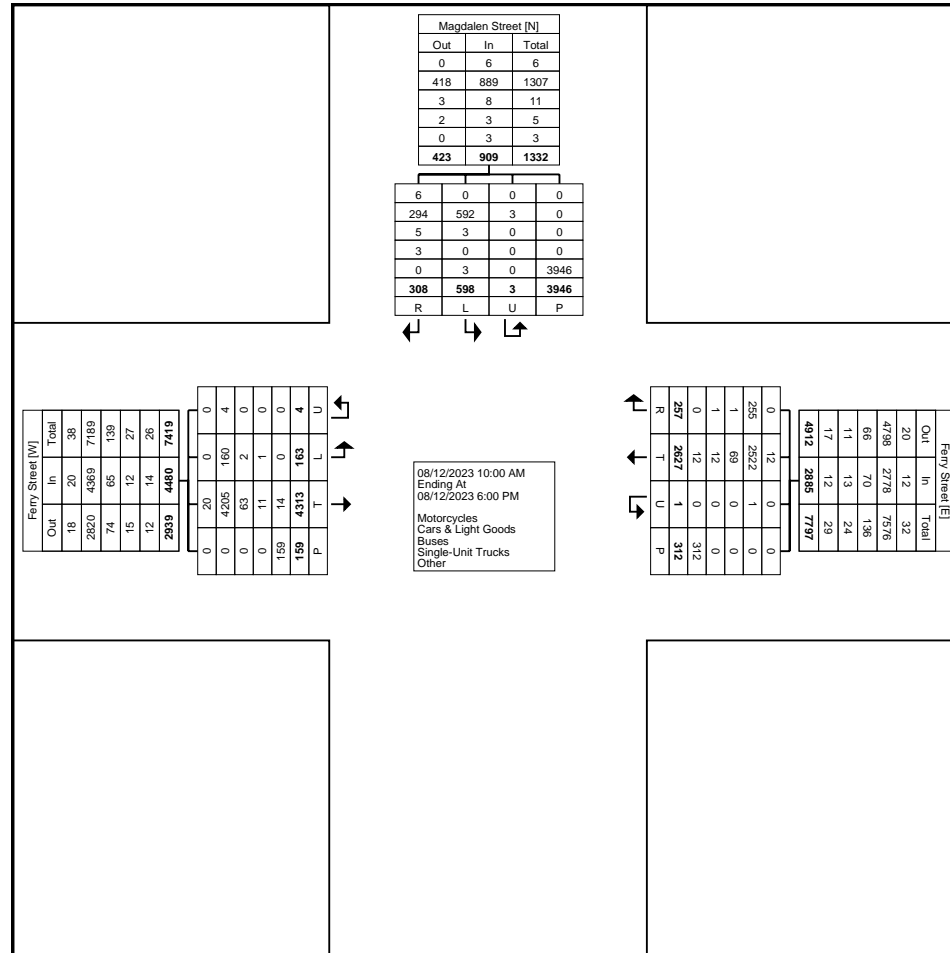 Magdalen Street [N]
Out In Total
0 6 6
418 889 1307
3 8 11
2 3 5
0 3 3
423 909 1332
6 0 0 0
294 592 3 0
5 3 0 0
3 0 0 0
0 3 0 3946
308 598 3 3946
R L U P
Ferry Street [W]
Total In Out
38 20 18
7189 4369 2820
139 65 74
27 12 15
26 14 12
7419 4480 2939
0 0 20 0
4 160 4205 0
0 2 63 0
0 1 11 0
0 0 14 159
4 163 4313 159
U L T P
08/12/2023 10:00 AM
Ending At
08/12/2023 6:00 PM
Motorcycles
Cars & Light Goods
Buses
Single-Unit Trucks
Other
R T U P
257 2627 1 312
0 12 0 312
1 12 0 0
1 69 0 0
255 2522 1 0
0 12 0 0
Ferry Street [E]
Out In Total
20 12 32
4798 2778 7576
66 70 136
11 13 24
17 12 29
4912 2885 7797